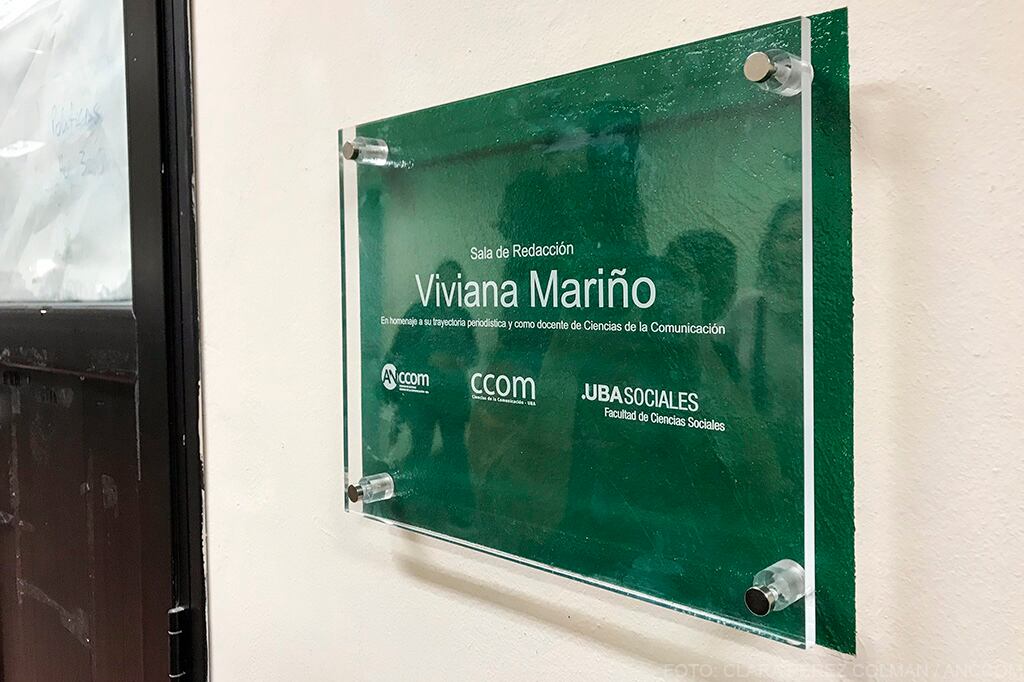 Sala de Redacción
Viviana Mariño
En homenaje a su trayectoria periodística y como docente de Ciencias de la Comunicación
ANccom
ccom
Ciencias de la Comunicación - UBA
.UBASOCIALES
Facultad de Ciencias Sociales
FOTO: CLARA PÉREZ COLMAN / ANCCOM